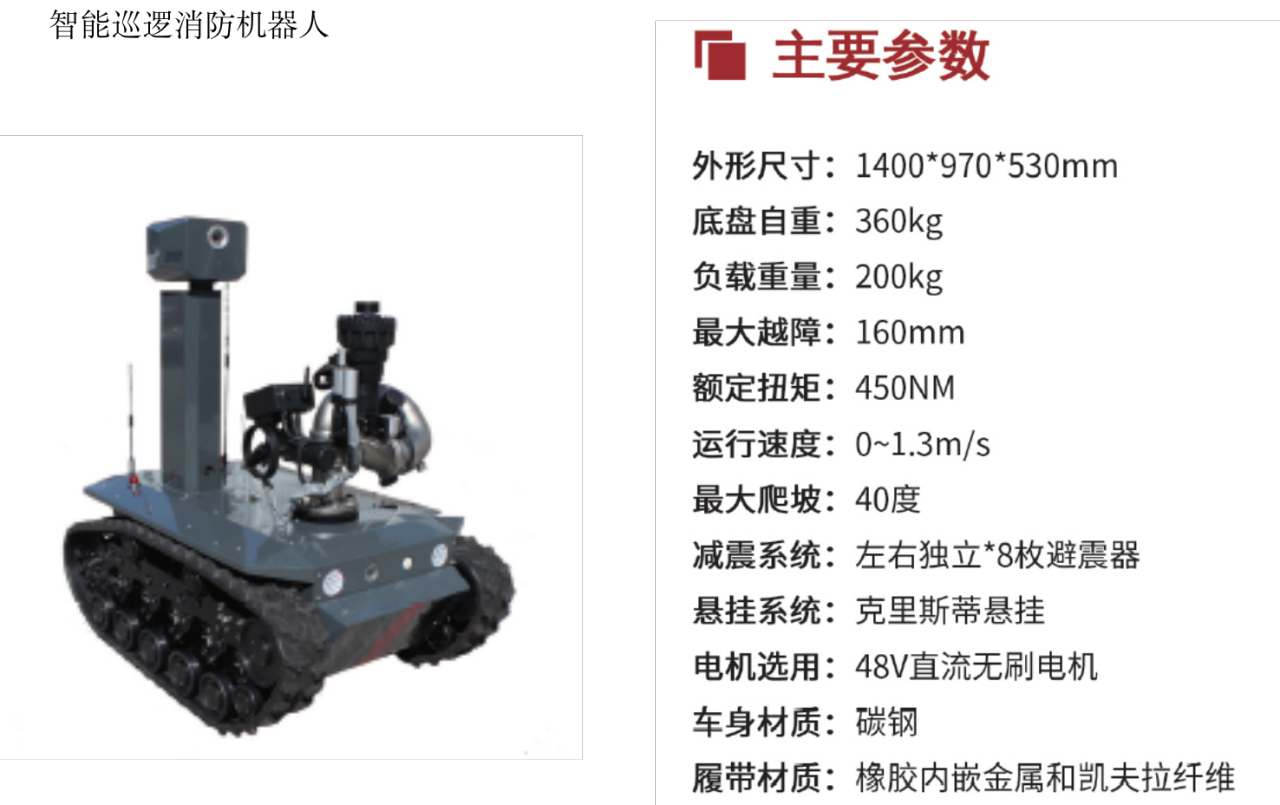 智能巡逻消防机器人
主要参数
外形尺寸：1400*970*530mm
底盘自重：360kg
负载重量：200kg
最大越障：160mm
额定扭矩：450NM
运行速度：0~1.3m/s
最大爬坡：40度
减震系统：左右独立*8枚避震器
悬挂系统：克里斯蒂悬挂
电机选用：48V直流无刷电机
车身材质：碳钢
履带材质：橡胶内嵌金属和凯夫拉纤维